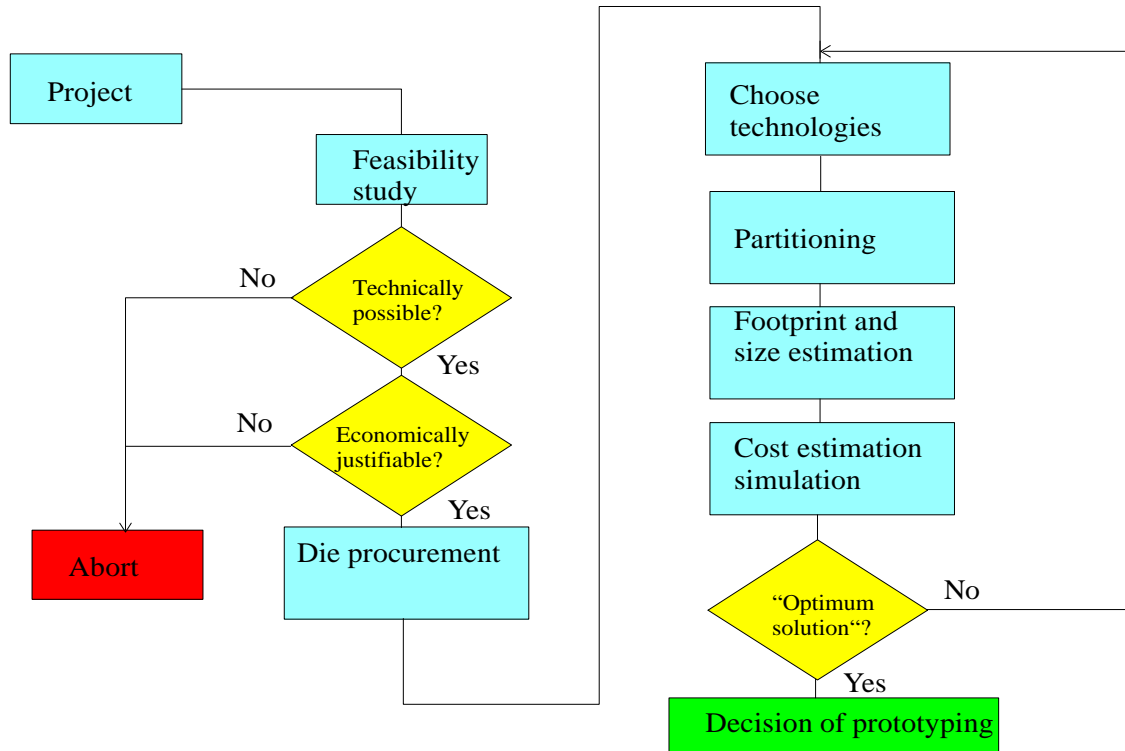 Project
Feasibility
study
No
Technically
possible?
Yes
No
Economically
justifiable?
Yes
Abort
Die procurement
Choose
technologies
Partitioning
Footprint and
size estimation
Cost estimation
simulation
“Optimum
solution“?
No
Yes
Decision of prototyping